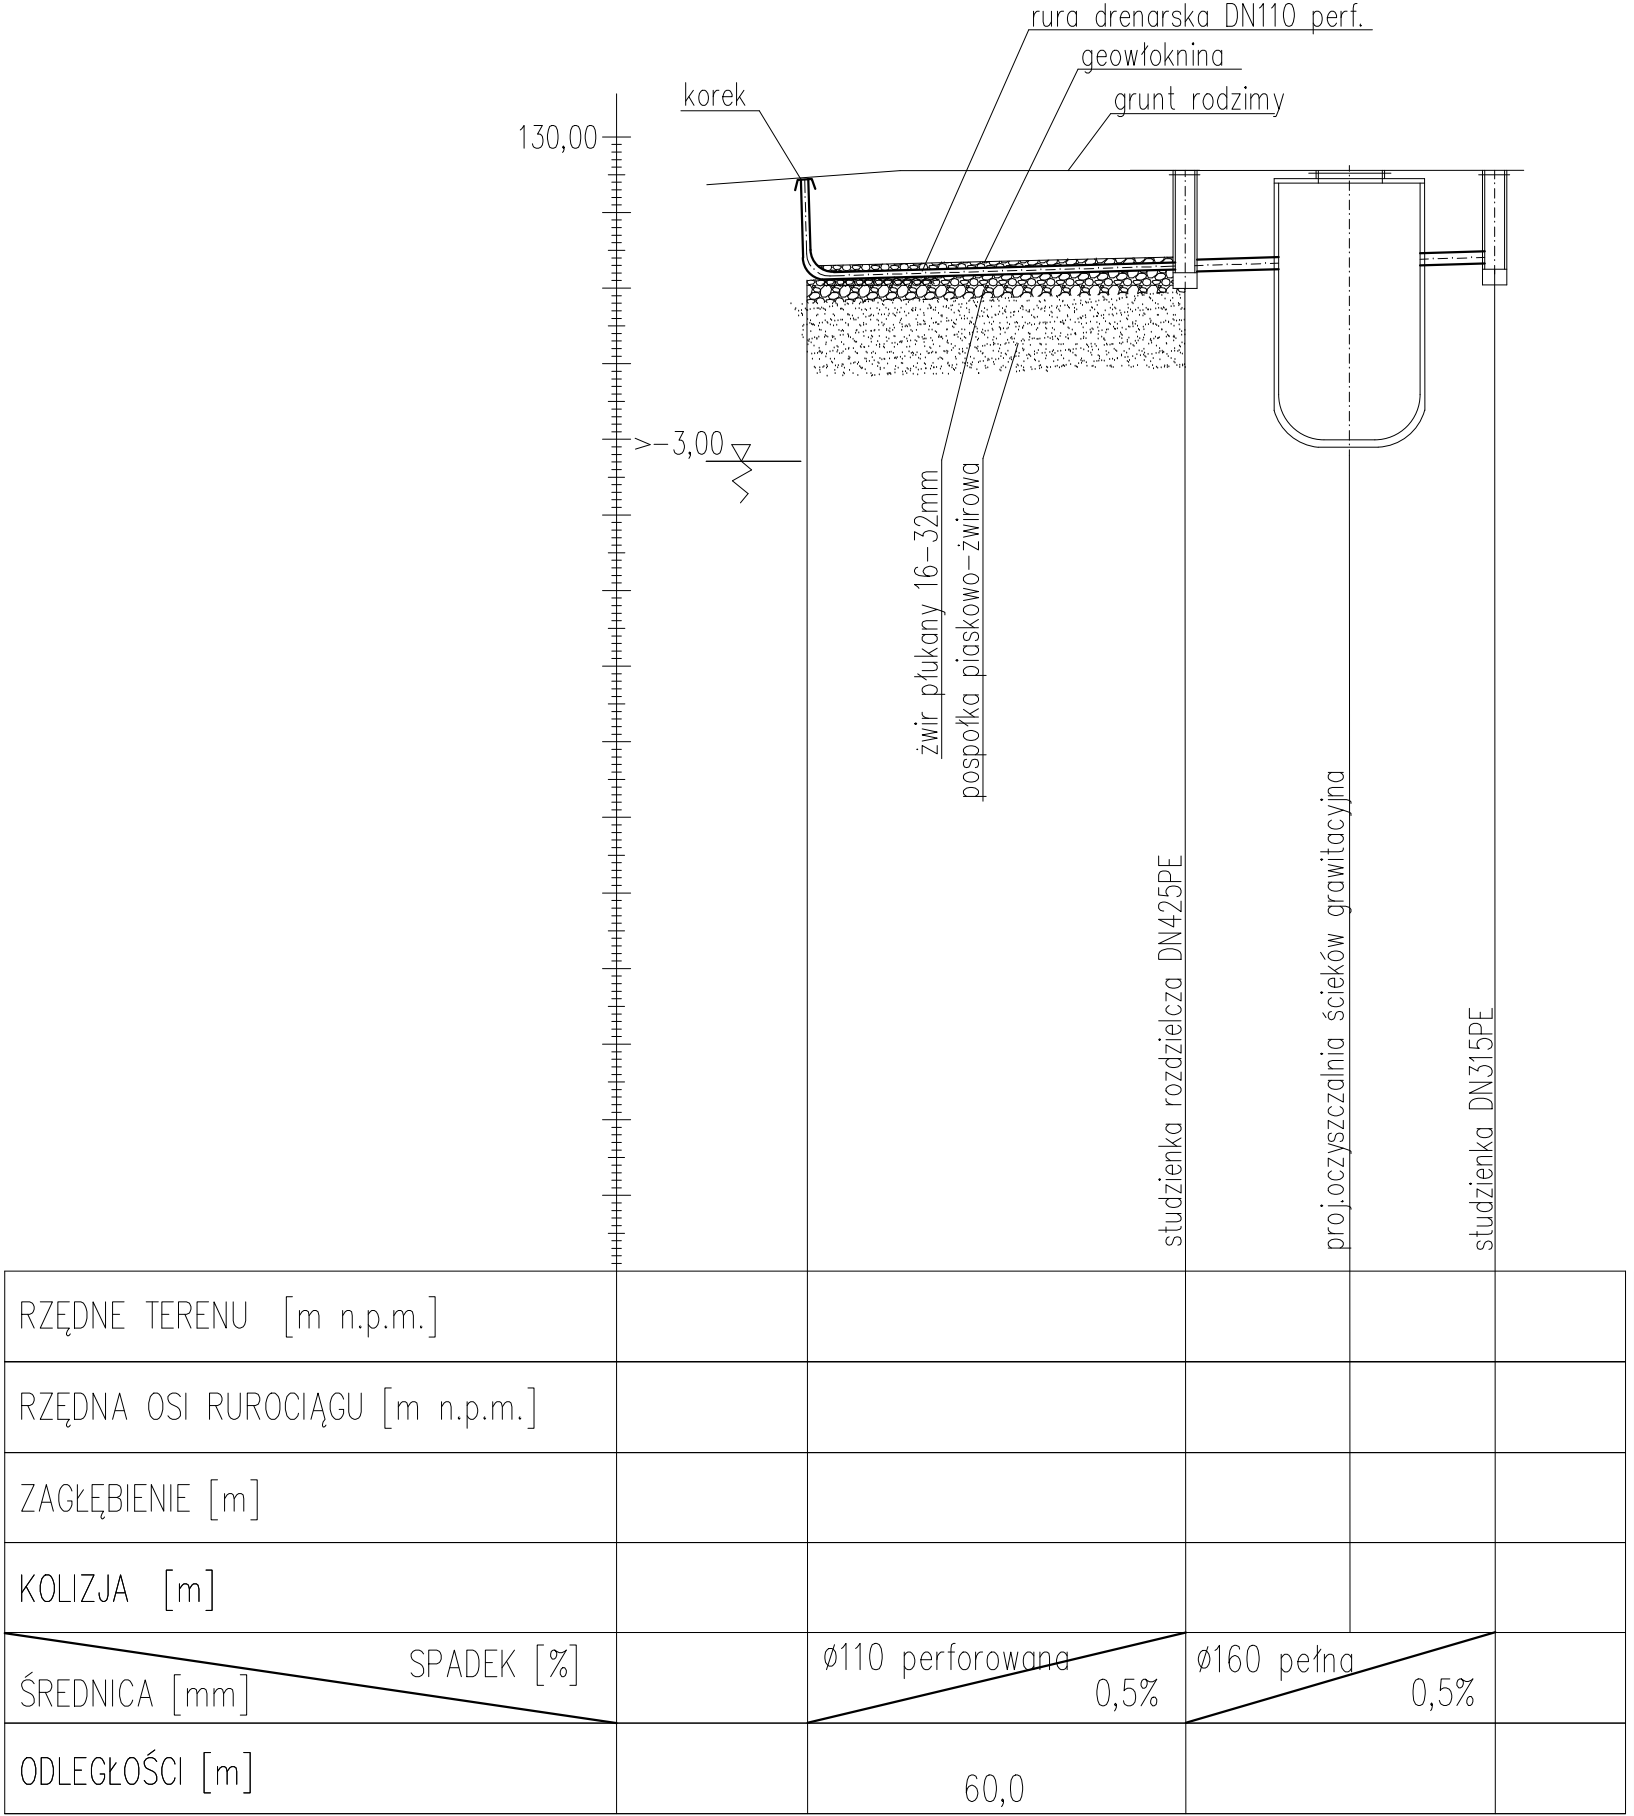 rura drenarska DN110 perf.
geowłoknina
korek
grunt rodzimy
130,00
>-3,00
żwir płukany 16-32mm
pospołka piaskowo-żwirowa
studzienka rozdzielcza DN425PE
proj.oczyszczalnia ścieków grawitacyjna
studzienka DN315PE
RZĘDNE TERENU [m n.p.m.]
RZĘDNA OSI RUROCIĄGU [m n.p.m.]
ZAGŁĘBIENIE [m]
KOLIZJA [m]
SPADEK [%]
ŚREDNICA [mm]
Ø110 perforowana
0,5%
Ø160 pełna
0,5%
ODLEGŁOŚCI [m]
60,0